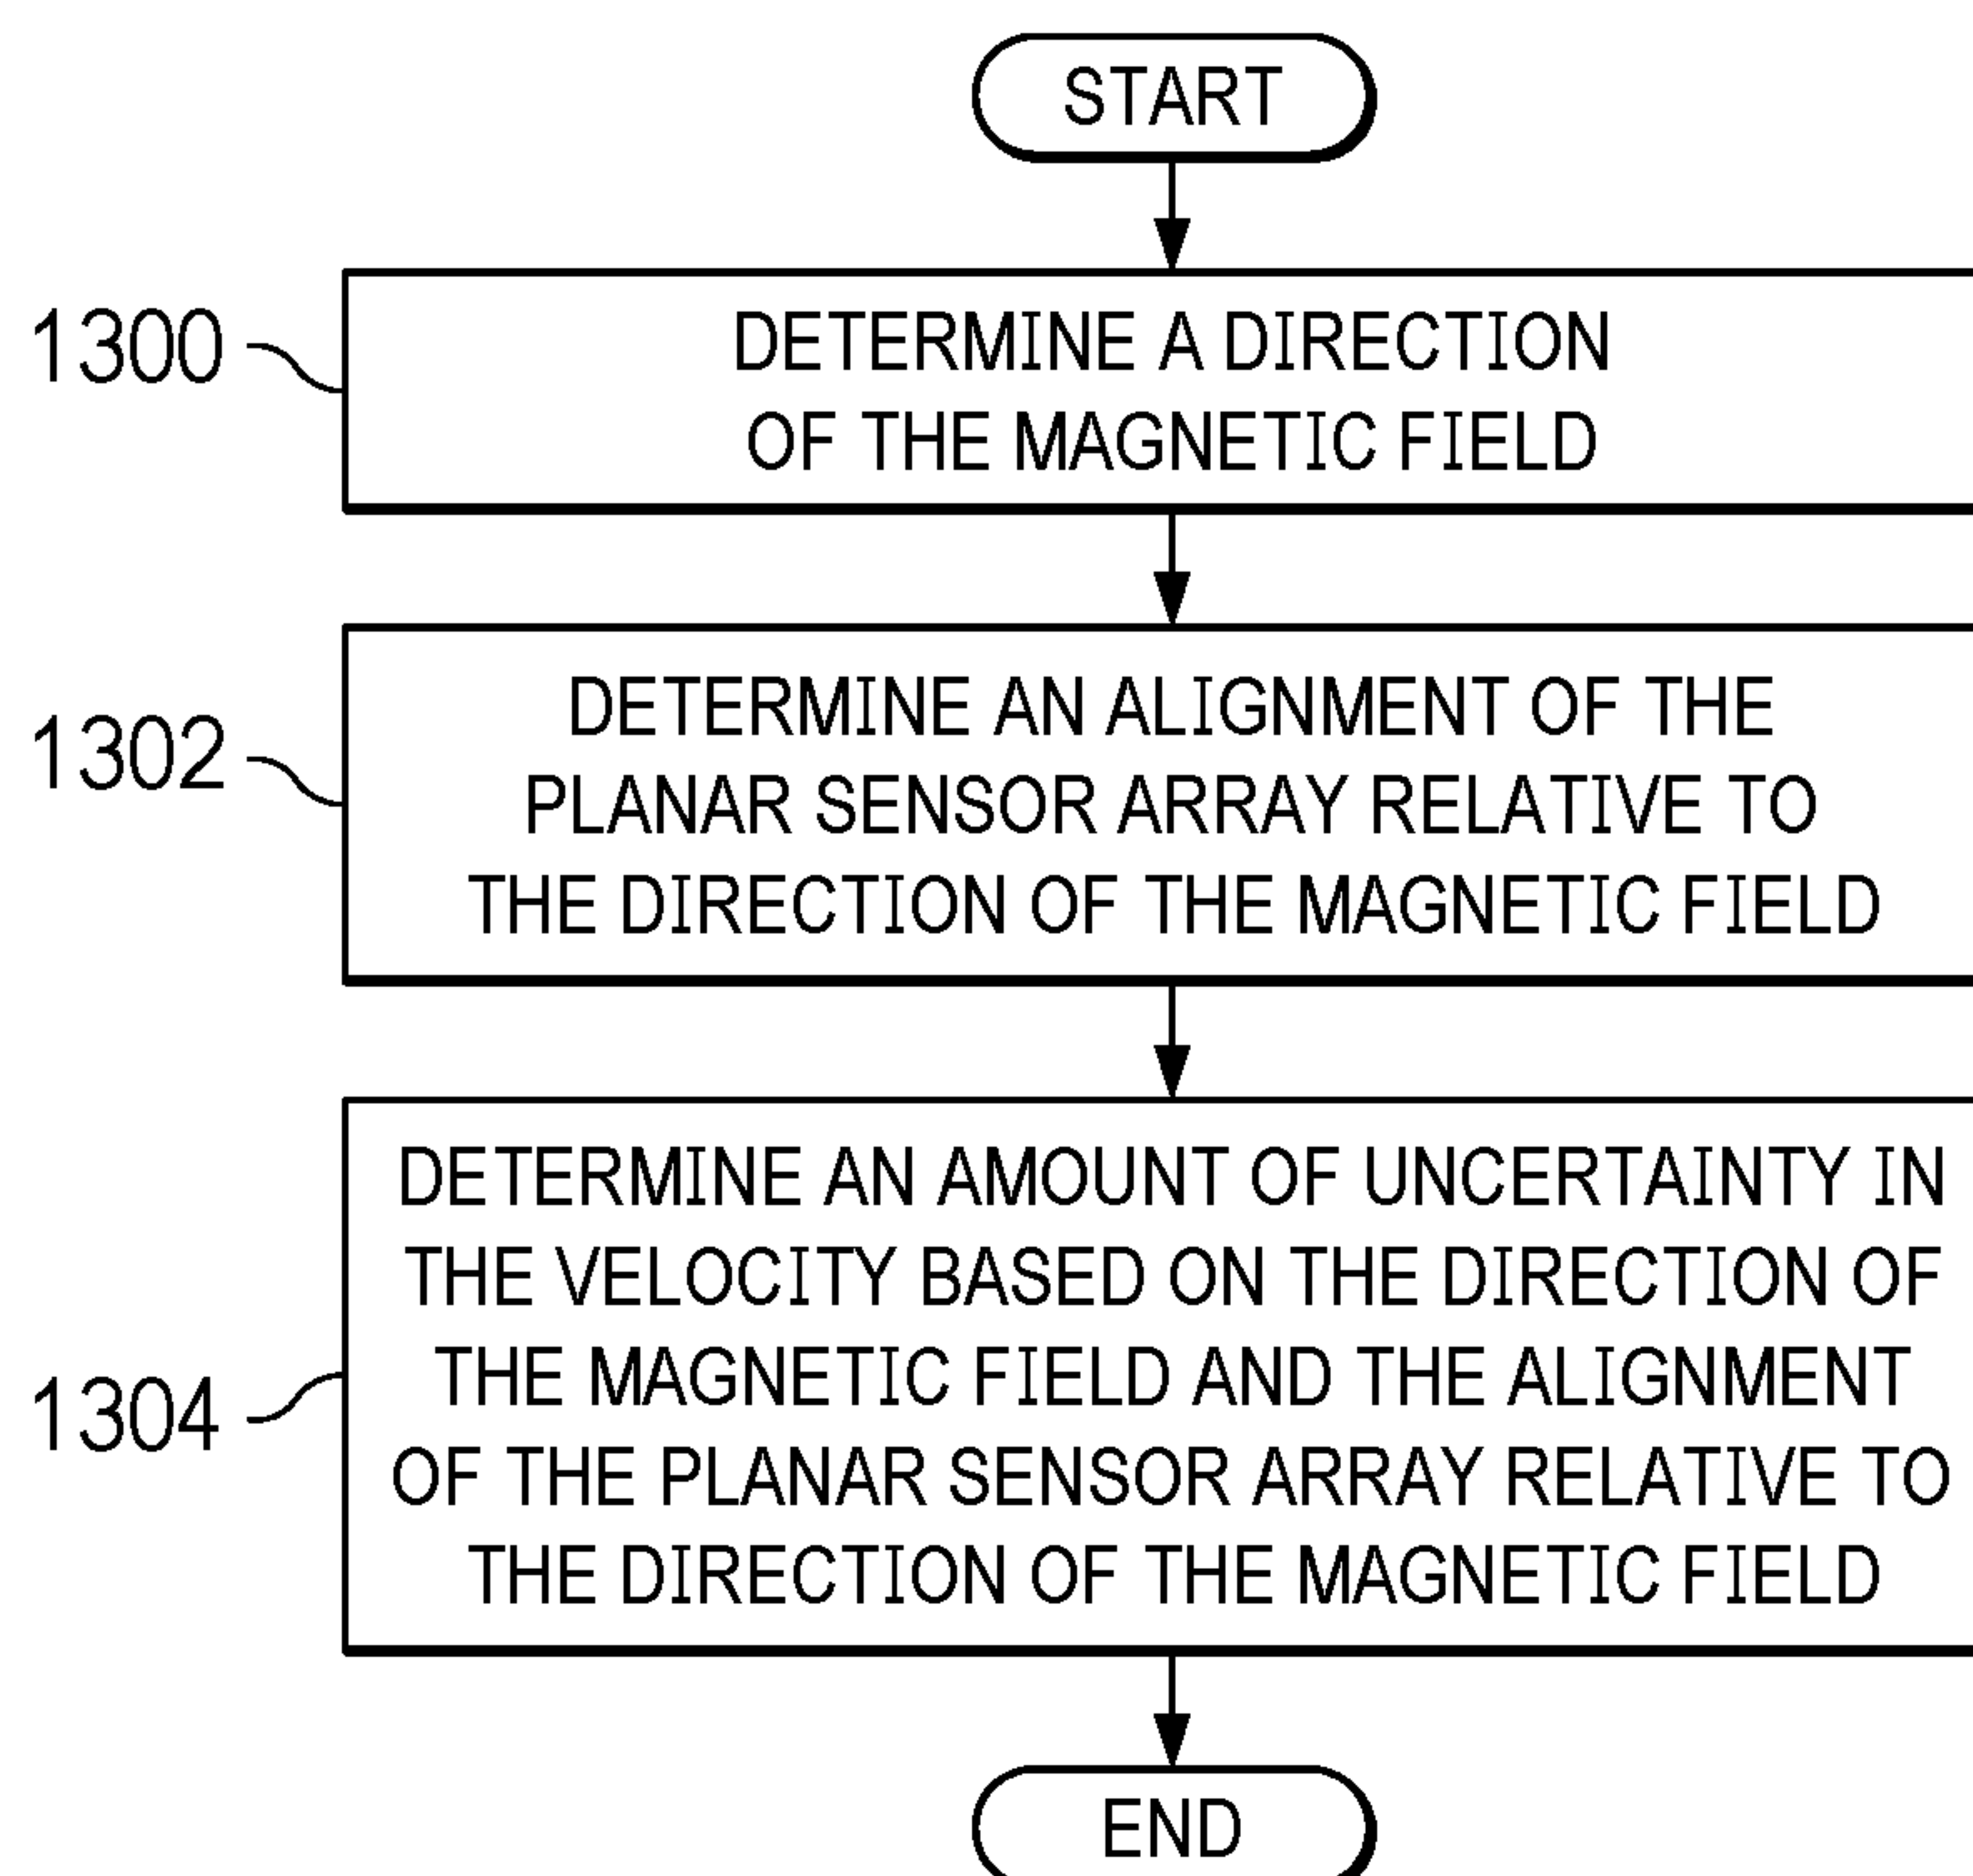 START
1300
DETERMINE A DIRECTION
OF THE MAGNETIC FIELD
1302
DETERMINE AN ALIGNMENT OF THE
PLANAR SENSOR ARRAY RELATIVE TO
THE DIRECTION OF THE MAGNETIC FIELD
1304
DETERMINE AN AMOUNT OF UNCERTAINTY IN
THE VELOCITY BASED ON THE DIRECTION OF
THE MAGNETIC FIELD AND THE ALIGNMENT
OF THE PLANAR SENSOR ARRAY RELATIVE TO
THE DIRECTION OF THE MAGNETIC FIELD
END